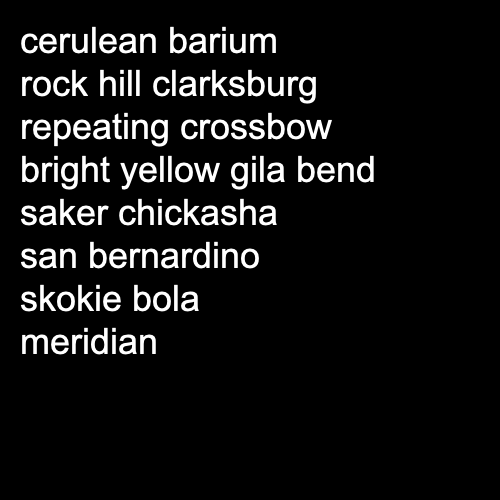 cerulean barium
rock hill clarksburg
repeating crossbow
bright yellow gila bend
saker chickasha
san bernardino
skokie bola
meridian